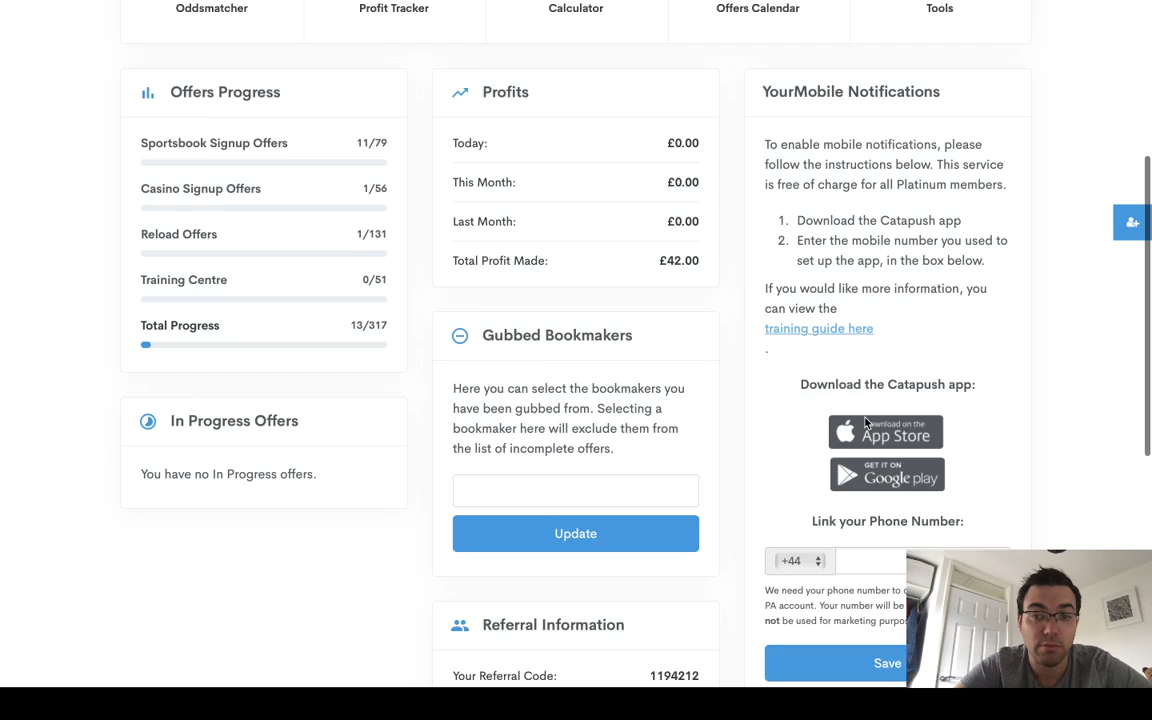 Oddsmatcher
Profit Tracker
Calculator
Offers Calendar
Tools
Offers Progress
Sportsbook Signup Offers 11/79
Casino Signup Offers 1/56
Reload Offers 1/131
Training Centre 0/51
Total Progress 13/317
In Progress Offers
You have no In Progress offers.
Profits
Today: £0.00
This Month: £0.00
Last Month: £0.00
Total Profit Made: £42.00
Gubbed Bookmakers
Here you can select the bookmakers you
have been gubbed from. Selecting a
bookmaker here will exclude them from
the list of incomplete offers.
Update
Referral Information
Your Referral Code: 1194212
YourMobile Notifications
To enable mobile notifications, please
follow the instructions below. This service
is free of charge for all Platinum members.
1. Download the Catapush app
2. Enter the mobile number you used to
set up the app, in the box below.
If you would like more information, you
can view the
training guide here
.
Download the Catapush app:
Download on the
App Store
GET IT ON
Google play
Link your Phone Number:
+44
We need your phone number to
PA account. Your number will be
not be used for marketing
Save